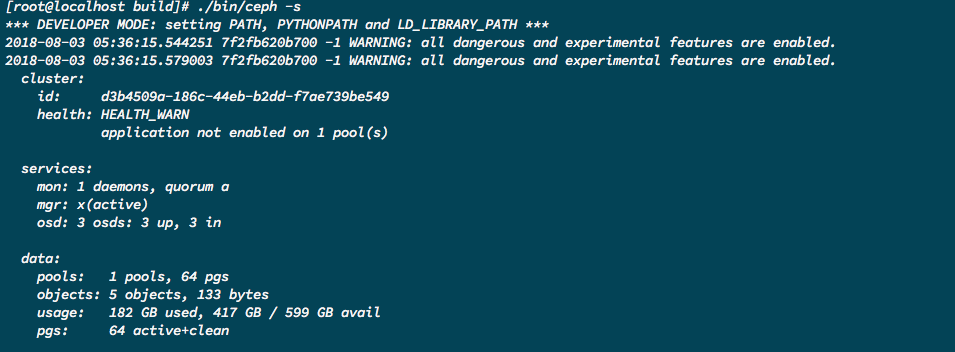 [root@localhost build]# ./bin/ceph -s
*** DEVELOPER MODE: setting PATH, PYTHONPATH and LD_LIBRARY_PATH ***
2018-08-03 05:36:15.544251 7f2fb620b700 -1 WARNING: all dangerous and experimental features are enabled.
2018-08-03 05:36:15.579003 7f2fb620b700 -1 WARNING: all dangerous and experimental features are enabled.
  cluster:
    id:     d3b4509a-186c-44eb-b2dd-f7ae739be549
    health: HEALTH_WARN
            application not enabled on 1 pool(s)

  services:
    mon: 1 daemons, quorum a
    mgr: x(active)
    osd: 3 osds: 3 up, 3 in

  data:
    pools:   1 pools, 64 pgs
    objects: 5 objects, 133 bytes
    usage:   182 GB used, 417 GB / 599 GB avail
    pgs:     64 active+clean